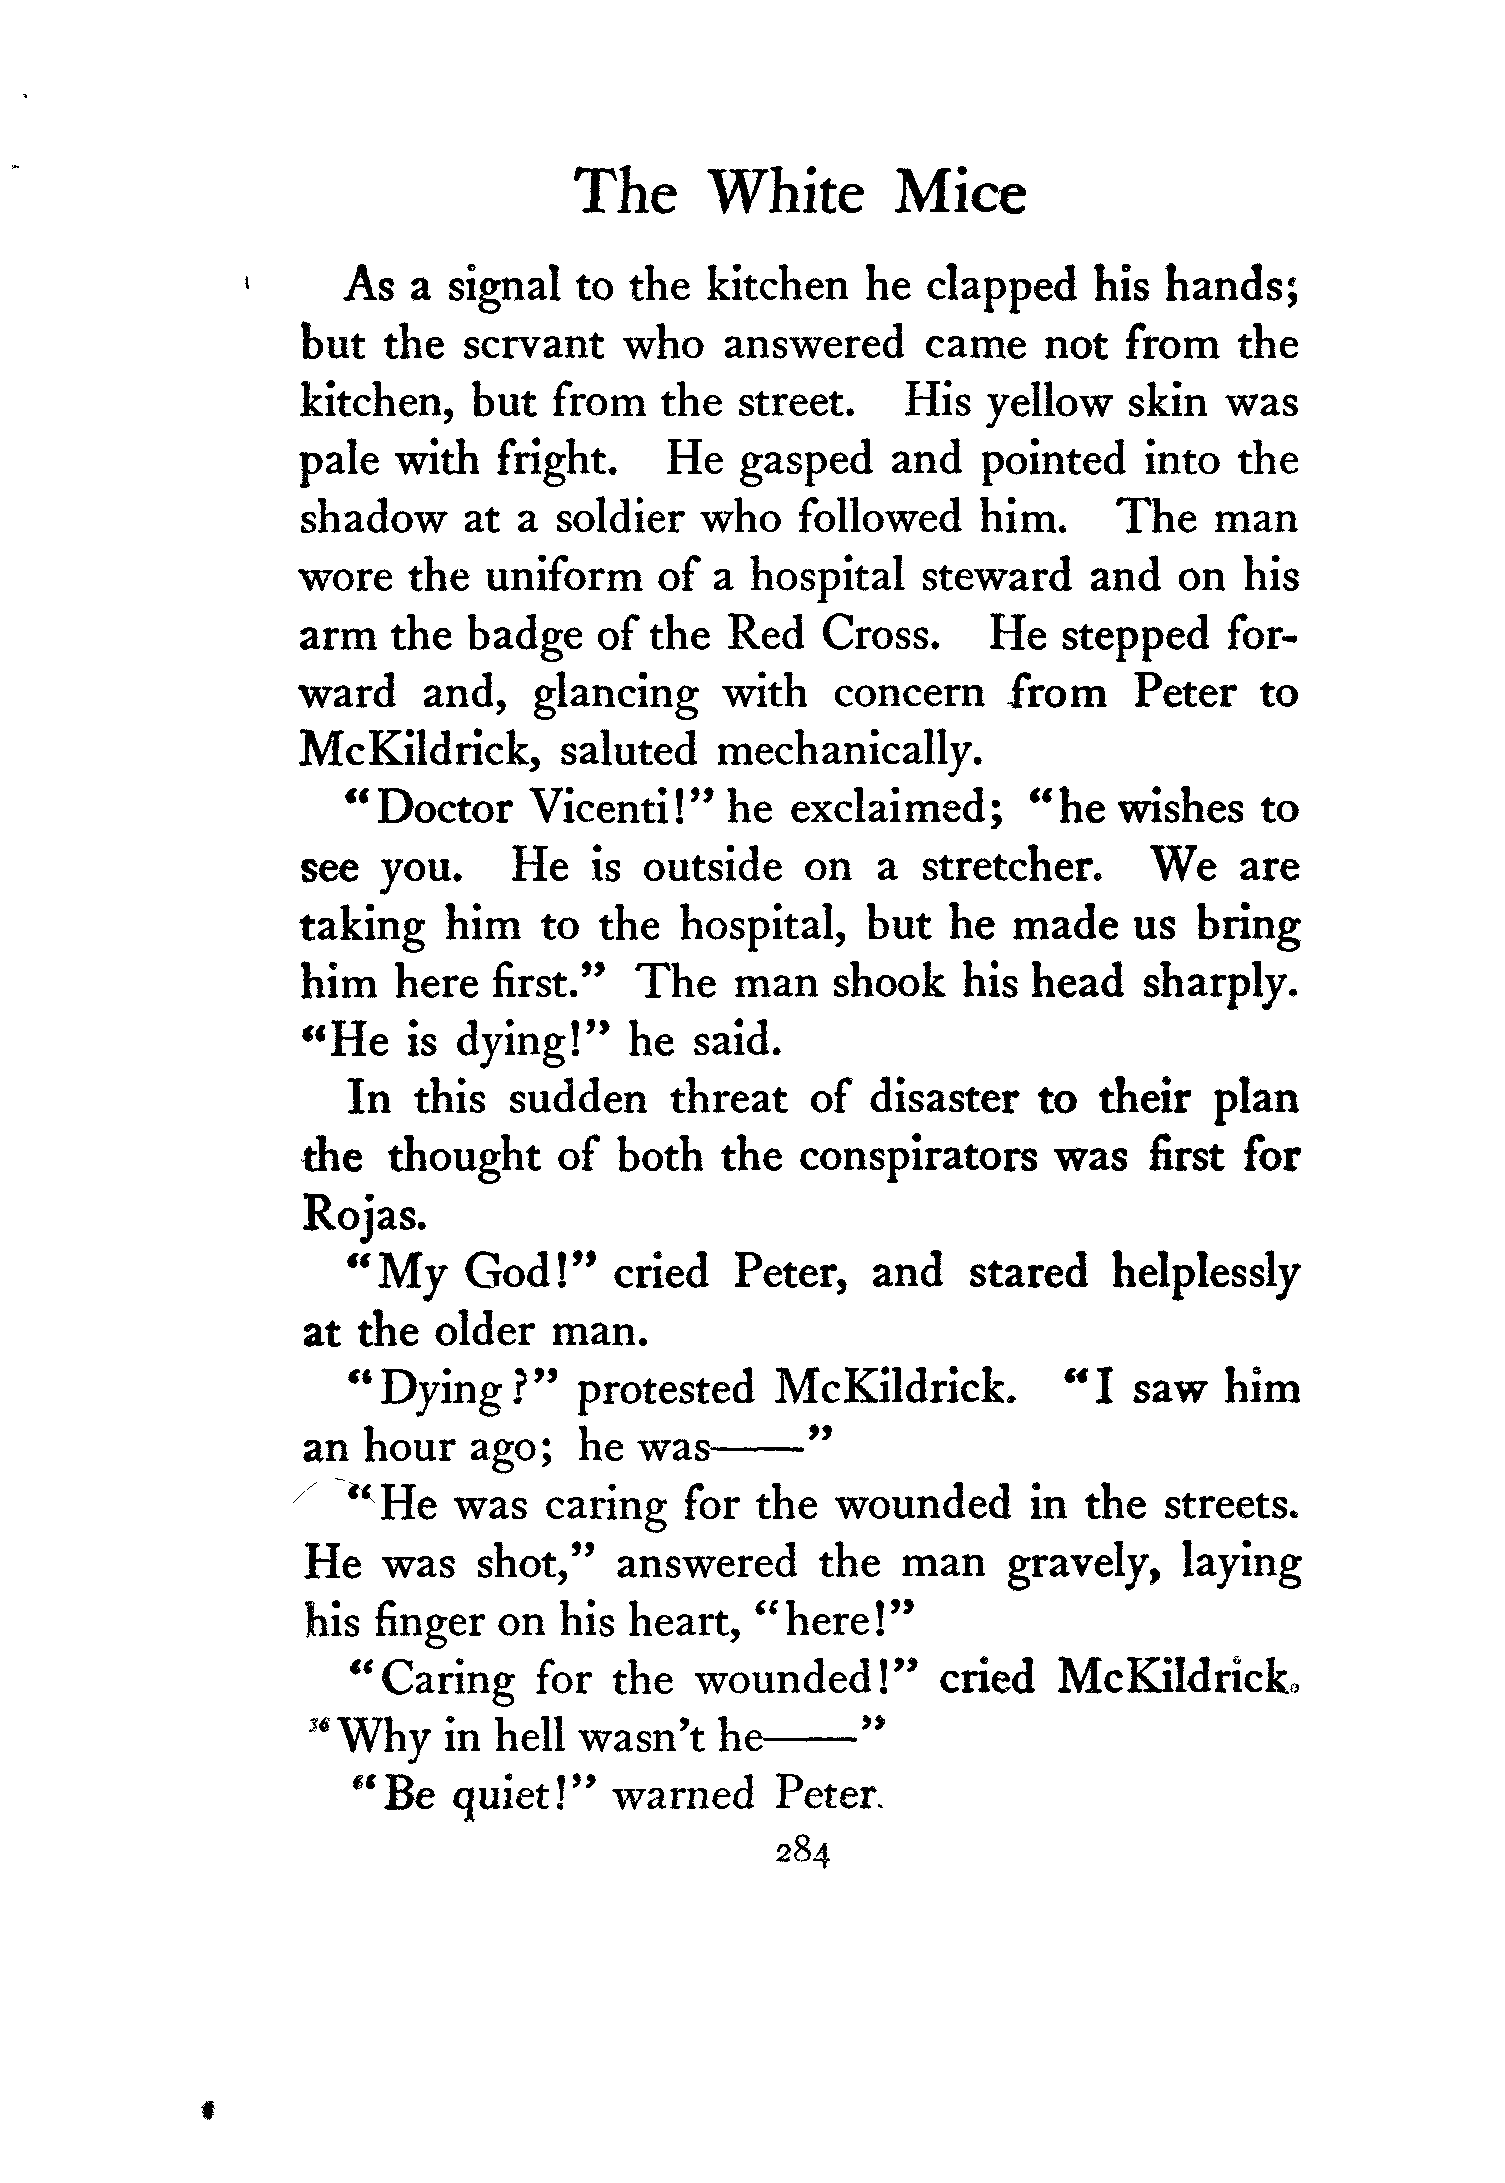 The White Mice
As a signal to the kitchen he clapped his hands;
but the servant who answered came not from the
kitchen, but from the street. His yellow skin was
pale with fright. He gasped and pointed into the
shadow at a soldier who followed him. The man
wore the uniform of a hospital steward and on his
arm the badge of the Red Cross. He stepped for-
ward and, glancing with concern from Peter to
McKildrick, saluted mechanically.
"Doctor Vicenti!" he exclaimed; "he wishes to
see you. He is outside on a stretcher. We are
taking him to the hospital, but he made us bring
him here first." The man shook his head sharply.
"He is dying!" he said.
In this sudden threat of disaster to their plan
the thought of both the conspirators was first for
Rojas.
"My God!" cried Peter, and stared helplessly
at the older man.
"Dying?" protested McKildrick. "I saw him
an hour ago; he was——"
"He was caring for the wounded in the streets.
He was shot," answered the man gravely, laying
his finger on his heart, "here!"
"Caring for the wounded!" cried McKildrick.
"Why in hell wasn't he——"
"Be quiet!" warned Peter.
284